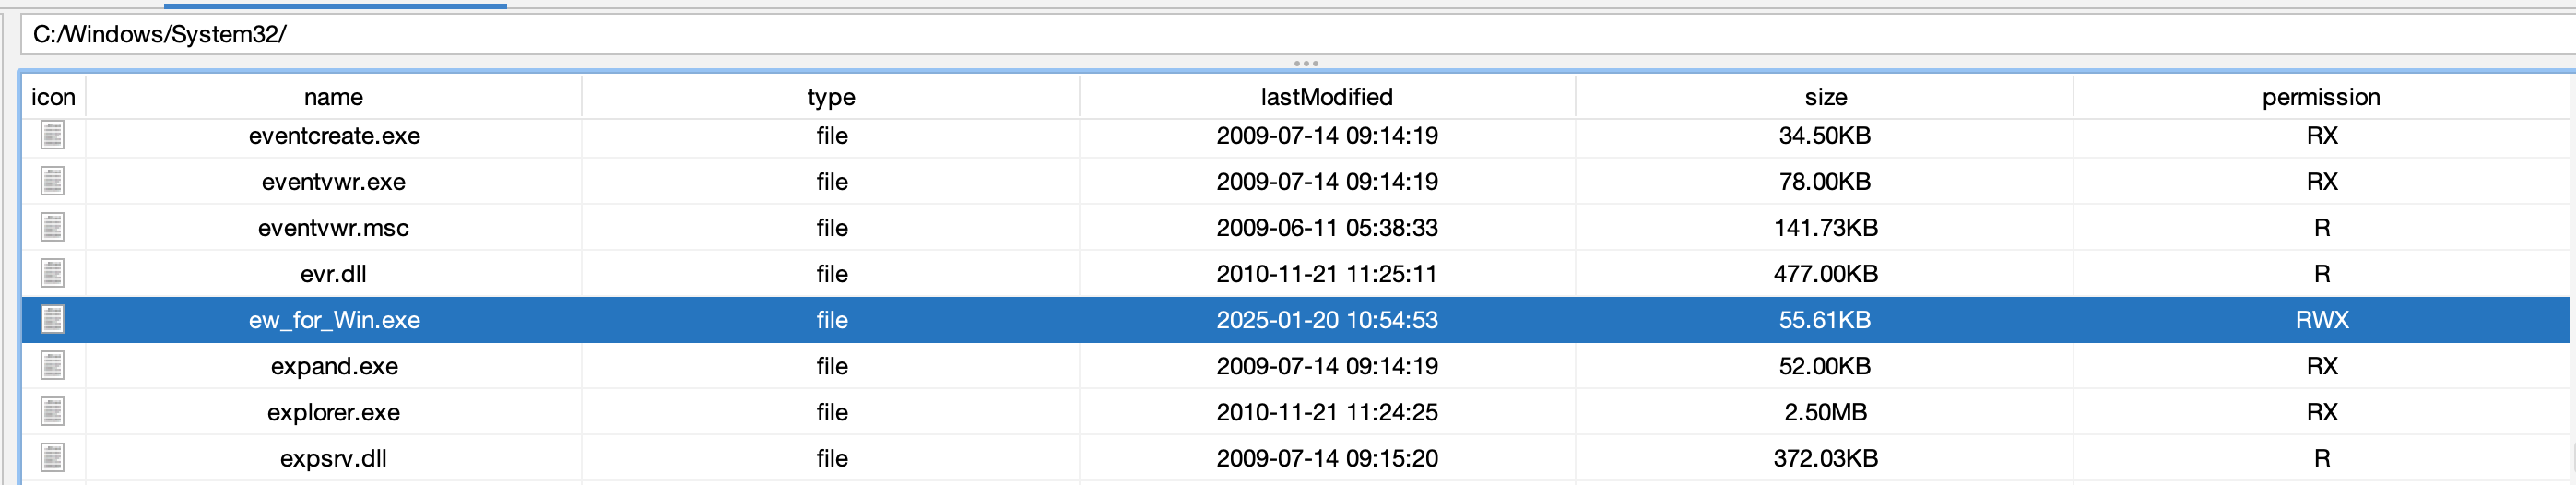 C:/Windows/System32/
icon name type lastModified size permission
eventcreate.exe file 2009-07-14 09:14:19 34.50KB RX
eventvwr.exe file 2009-07-14 09:14:19 78.00KB RX
eventvwr.msc file 2009-06-11 05:38:33 141.73KB R
evr.dll file 2010-11-21 11:25:11 477.00KB R
ew_for_Win.exe file 2025-01-20 10:54:53 55.61KB RWX
expand.exe file 2009-07-14 09:14:19 52.00KB RX
explorer.exe file 2010-11-21 11:24:25 2.50MB RX
expsrv.dll file 2009-07-14 09:15:20 372.03KB R